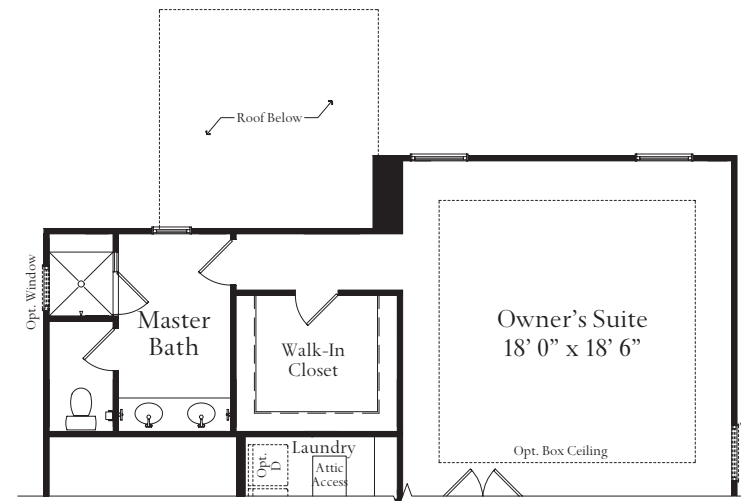 Roof Below
Opt. Window
Master
Bath
Walk-In
Closet
Owner's Suite
18' 0” x 18' 6”
Opt. Box Ceiling
Laundry
Opt.
D
Attic
Access